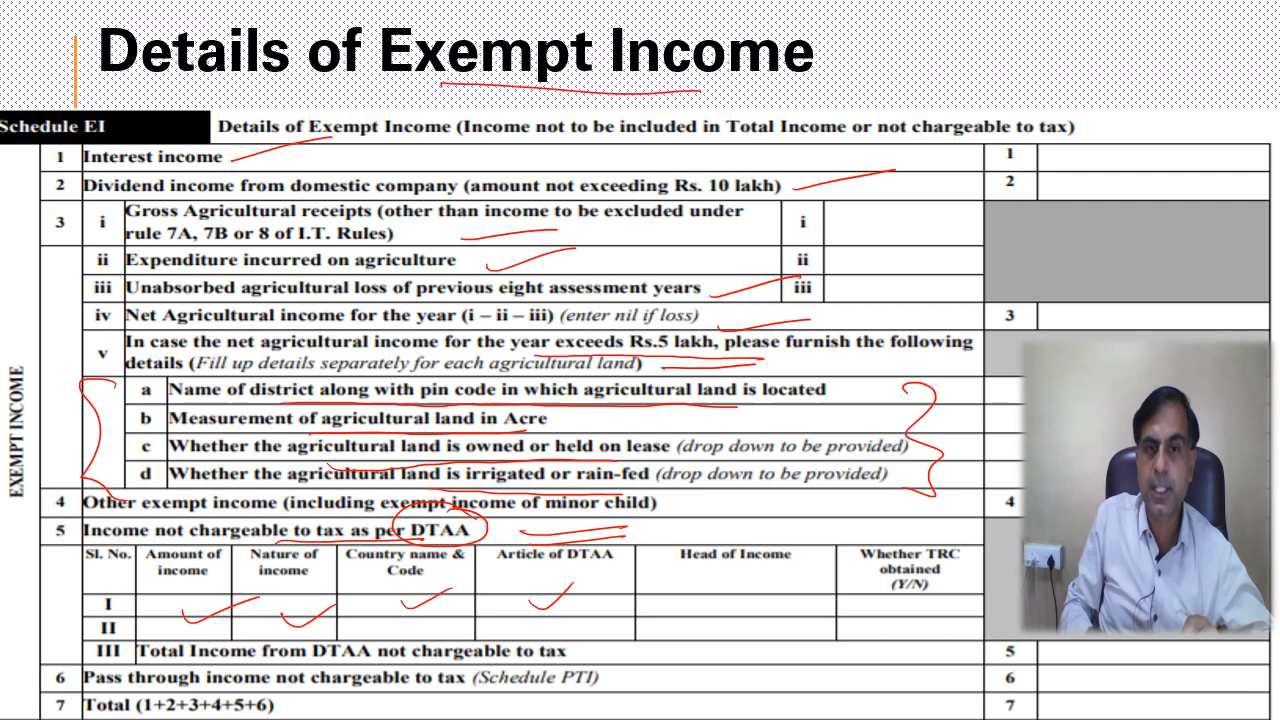 Details of Exempt Income
Schedule EI
Details of Exempt Income (Income not to be included in Total Income or not chargeable to tax)
EXEMPT INCOME
1 Interest income 1
2 Dividend income from domestic company (amount not exceeding Rs. 10 lakh) 2
3 i Gross Agricultural receipts (other than income to be excluded under
rule 7A, 7B or 8 of I.T. Rules) i
ii Expenditure incurred on agriculture ii
iii Unabsorbed agricultural loss of previous eight assessment years iii
iv Net Agricultural income for the year (i – ii – iii) (enter nil if loss) 3
v In case the net agricultural income for the year exceeds Rs.5 lakh, please furnish the following
details (Fill up details separately for each agricultural land)
a Name of district along with pin code in which agricultural land is located
b Measurement of agricultural land in Acre
c Whether the agricultural land is owned or held on lease (drop down to be provided)
d Whether the agricultural land is irrigated or rain-fed (drop down to be provided)
4 Other exempt income (including exempt income of minor child) 4
5 Income not chargeable to tax as per DTAA
Sl. No. Amount of Nature of Country name & Article of DTAA Head of Income Whether TRC
income income Code obtained
(Y/N)
I
II
III Total Income from DTAA not chargeable to tax 5
6 Pass through income not chargeable to tax (Schedule PTI) 6
7 Total (1+2+3+4+5+6) 7